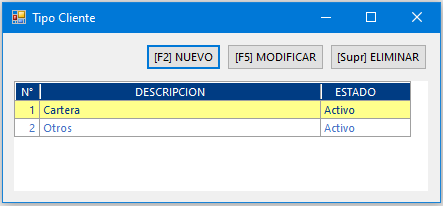 Tipo Cliente
[F2] NUEVO [F5] MODIFICAR [Supr] ELIMINAR
N° DESCRIPCION ESTADO
1 Cartera Activo
2 Otros Activo